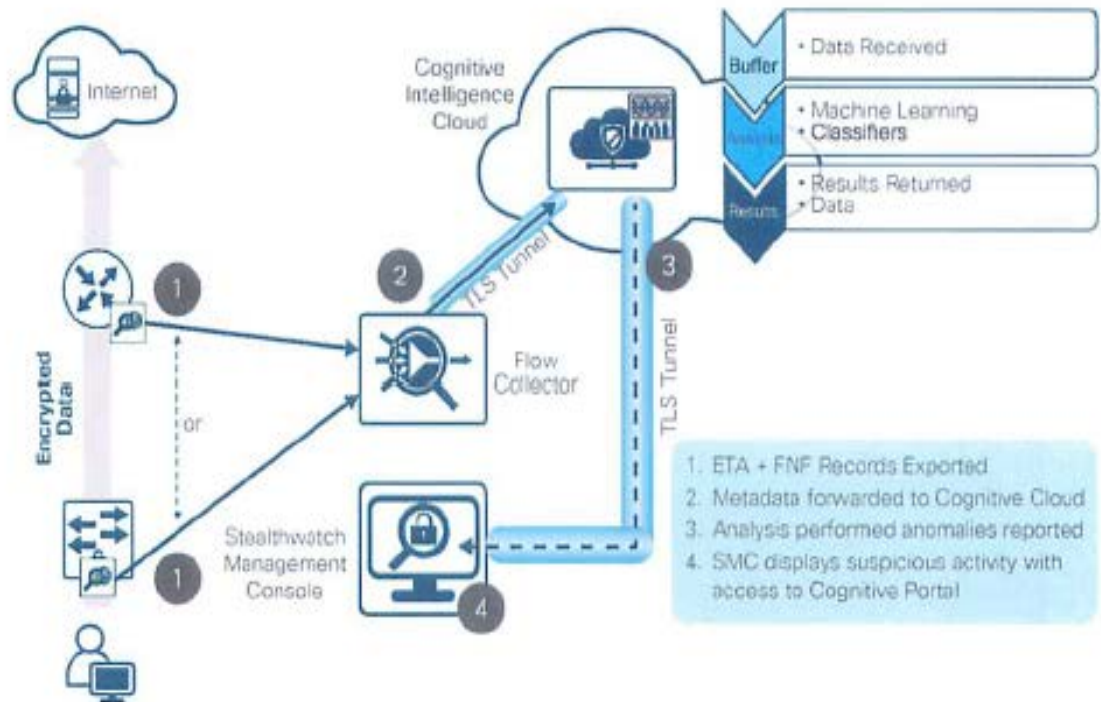 Internet
Cognitive
Intelligence
Cloud
Buffer
• Data Received
• Machine Learning
• Classifiers
Results
• Results Returned
• Data
1
2
TLS Tunnel
3
TLS Tunnel
Flow
Collector
Encrypted
Data
or
1
Stealthwatch
Management
Console
4
1. ETA + FNF Records Exported
2. Metadata forwarded to Cognitive Cloud
3. Analysis performed anomalies reported
4. SMC displays suspicious activity with
access to Cognitive Portal